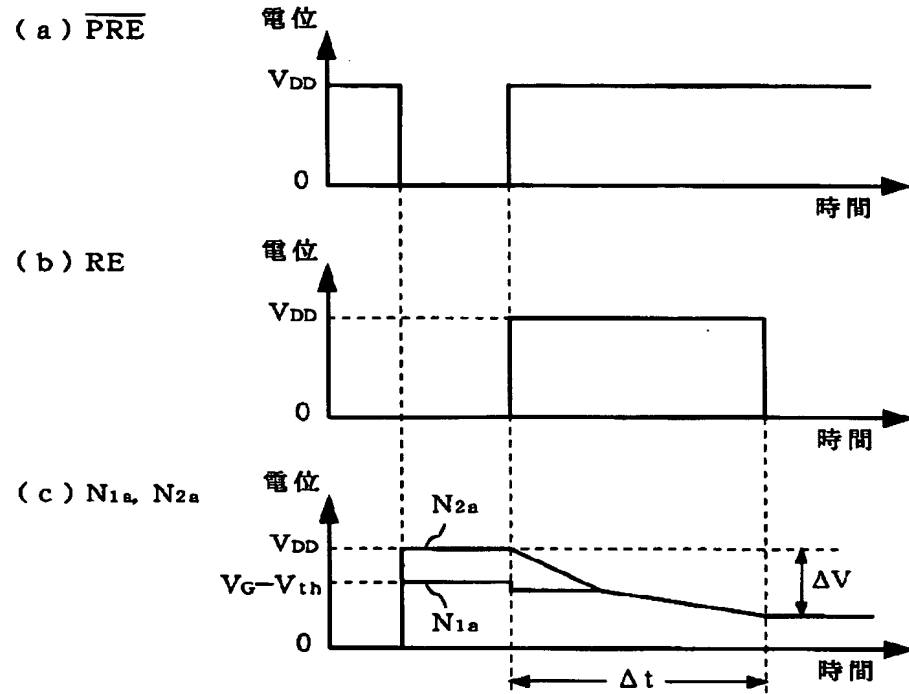 (a) P̅R̅E̅
電位
VDD
0
時間
(b) RE
電位
VDD
0
時間
(c) N1a, N2a
電位
N2a
VDD
VG−Vth
N1a
ΔV
0
時間
Δt